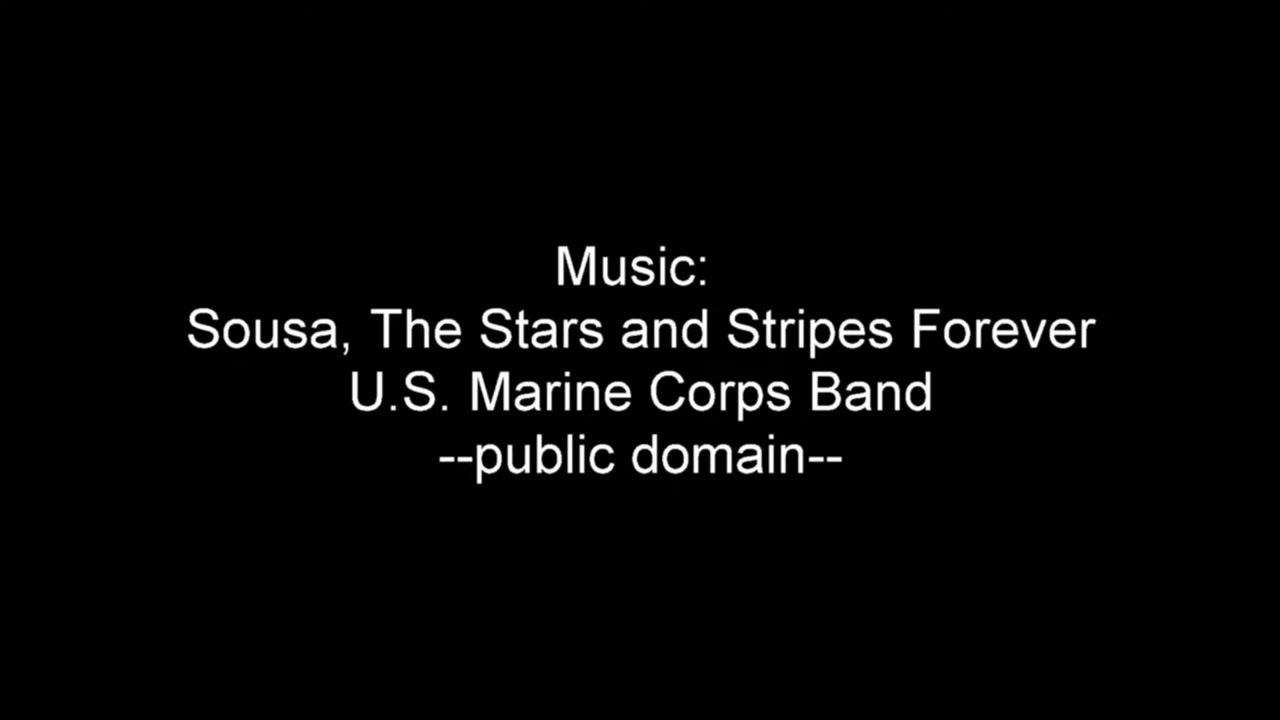 Music:
Sousa, The Stars and Stripes Forever
U.S. Marine Corps Band
--public domain--